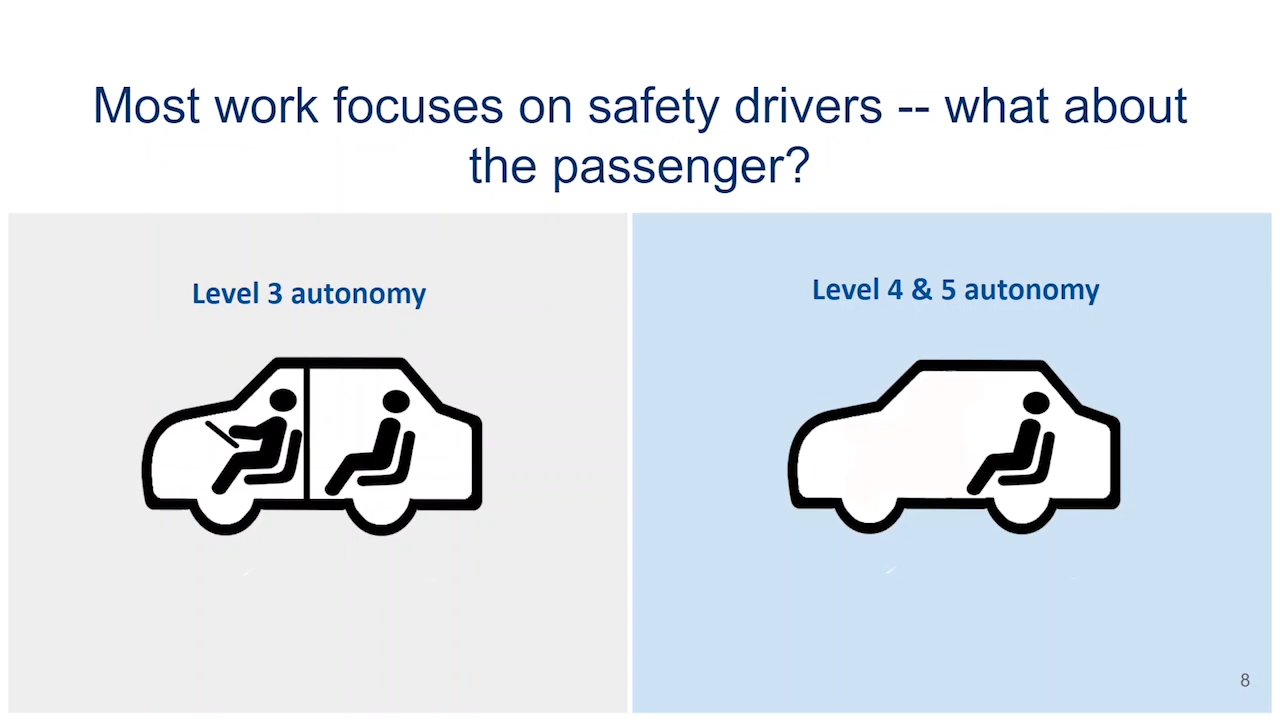 Most work focuses on safety drivers -- what about
the passenger?
Level 3 autonomy
Level 4 & 5 autonomy
8